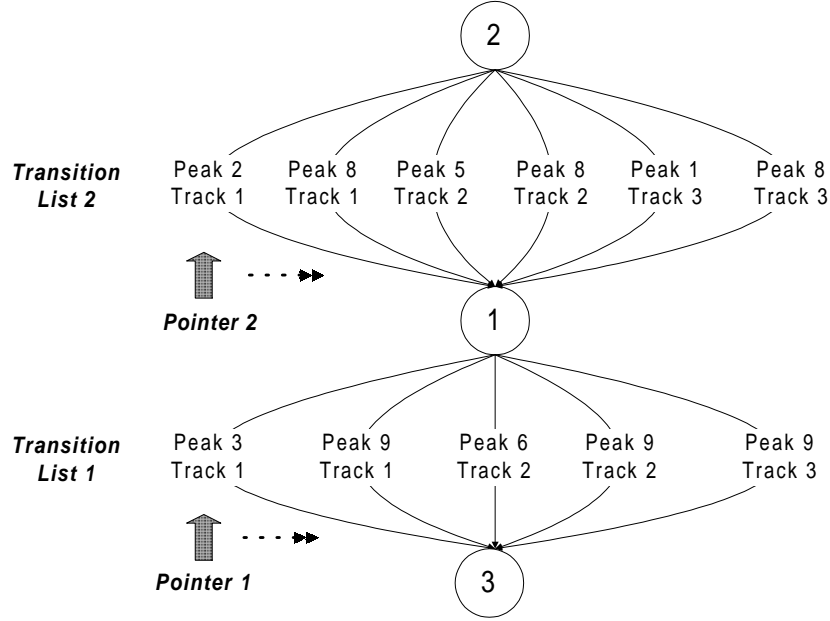 2
Transition
List 2
Peak 2
Track 1
Peak 8
Track 1
Peak 5
Track 2
Peak 8
Track 2
Peak 1
Track 3
Peak 8
Track 3
Pointer 2
1
Transition
List 1
Peak 3
Track 1
Peak 9
Track 1
Peak 6
Track 2
Peak 9
Track 2
Peak 9
Track 3
Pointer 1
3